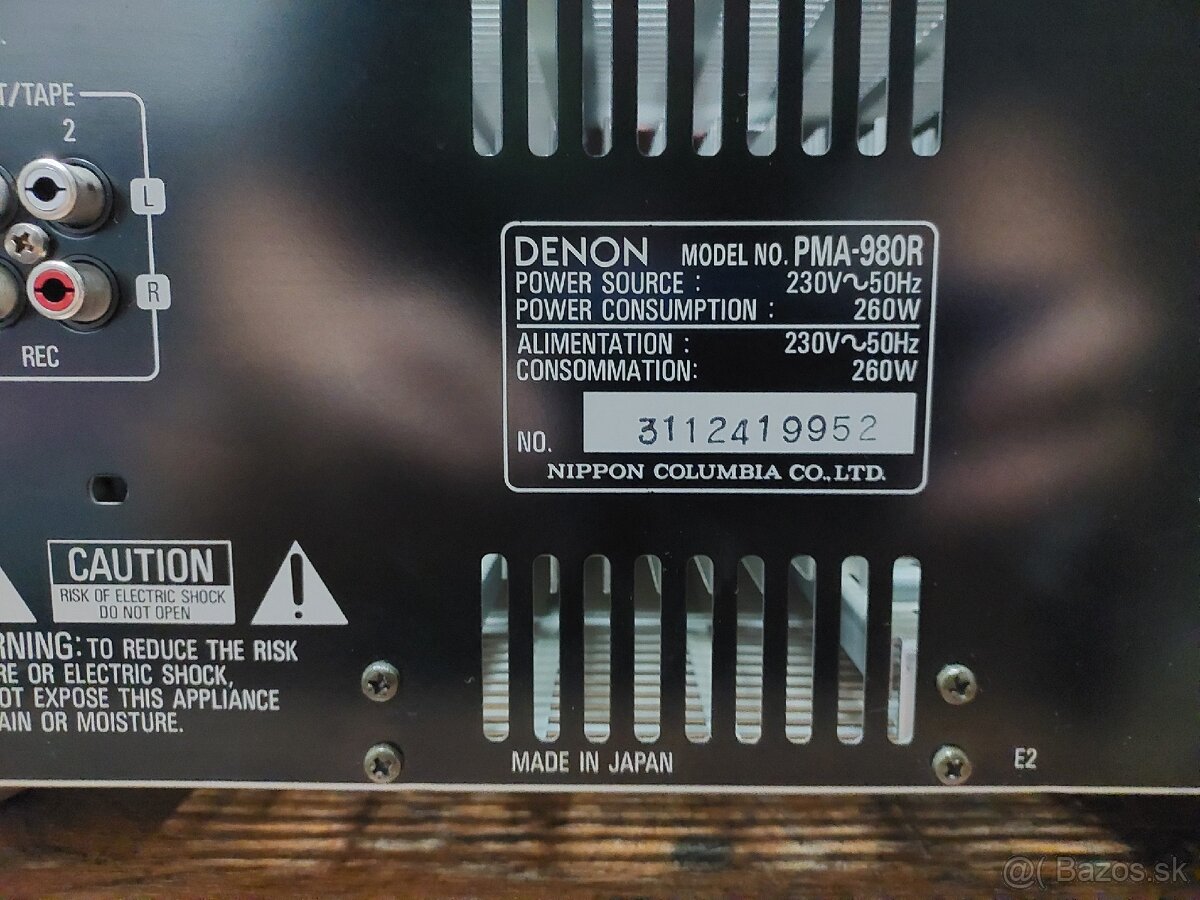 T/TAPE
2
L
R
REC
DENON MODEL NO. PMA-980R
POWER SOURCE : 230V~50Hz
POWER CONSUMPTION : 260W
ALIMENTATION : 230V~50Hz
CONSOMMATION: 260W
NO. 3112419952
NIPPON COLUMBIA CO.,LTD.
CAUTION
RISK OF ELECTRIC SHOCK
DO NOT OPEN
!
RNING: TO REDUCE THE RISK
RE OR ELECTRIC SHOCK,
OT EXPOSE THIS APPLIANCE
AIN OR MOISTURE.
MADE IN JAPAN
E2
@( Bazos.sk